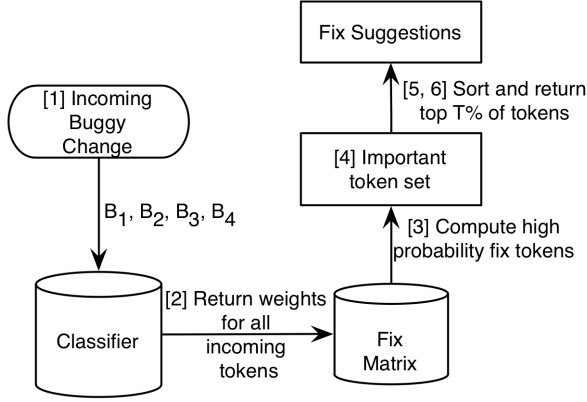 Fix Suggestions
[1] Incoming
Buggy
Change
[5, 6] Sort and return
top T% of tokens
[4] Important
token set
B1, B2, B3, B4
[3] Compute high
probability fix tokens
[2] Return weights
for all
incoming
tokens
Classifier
Fix
Matrix